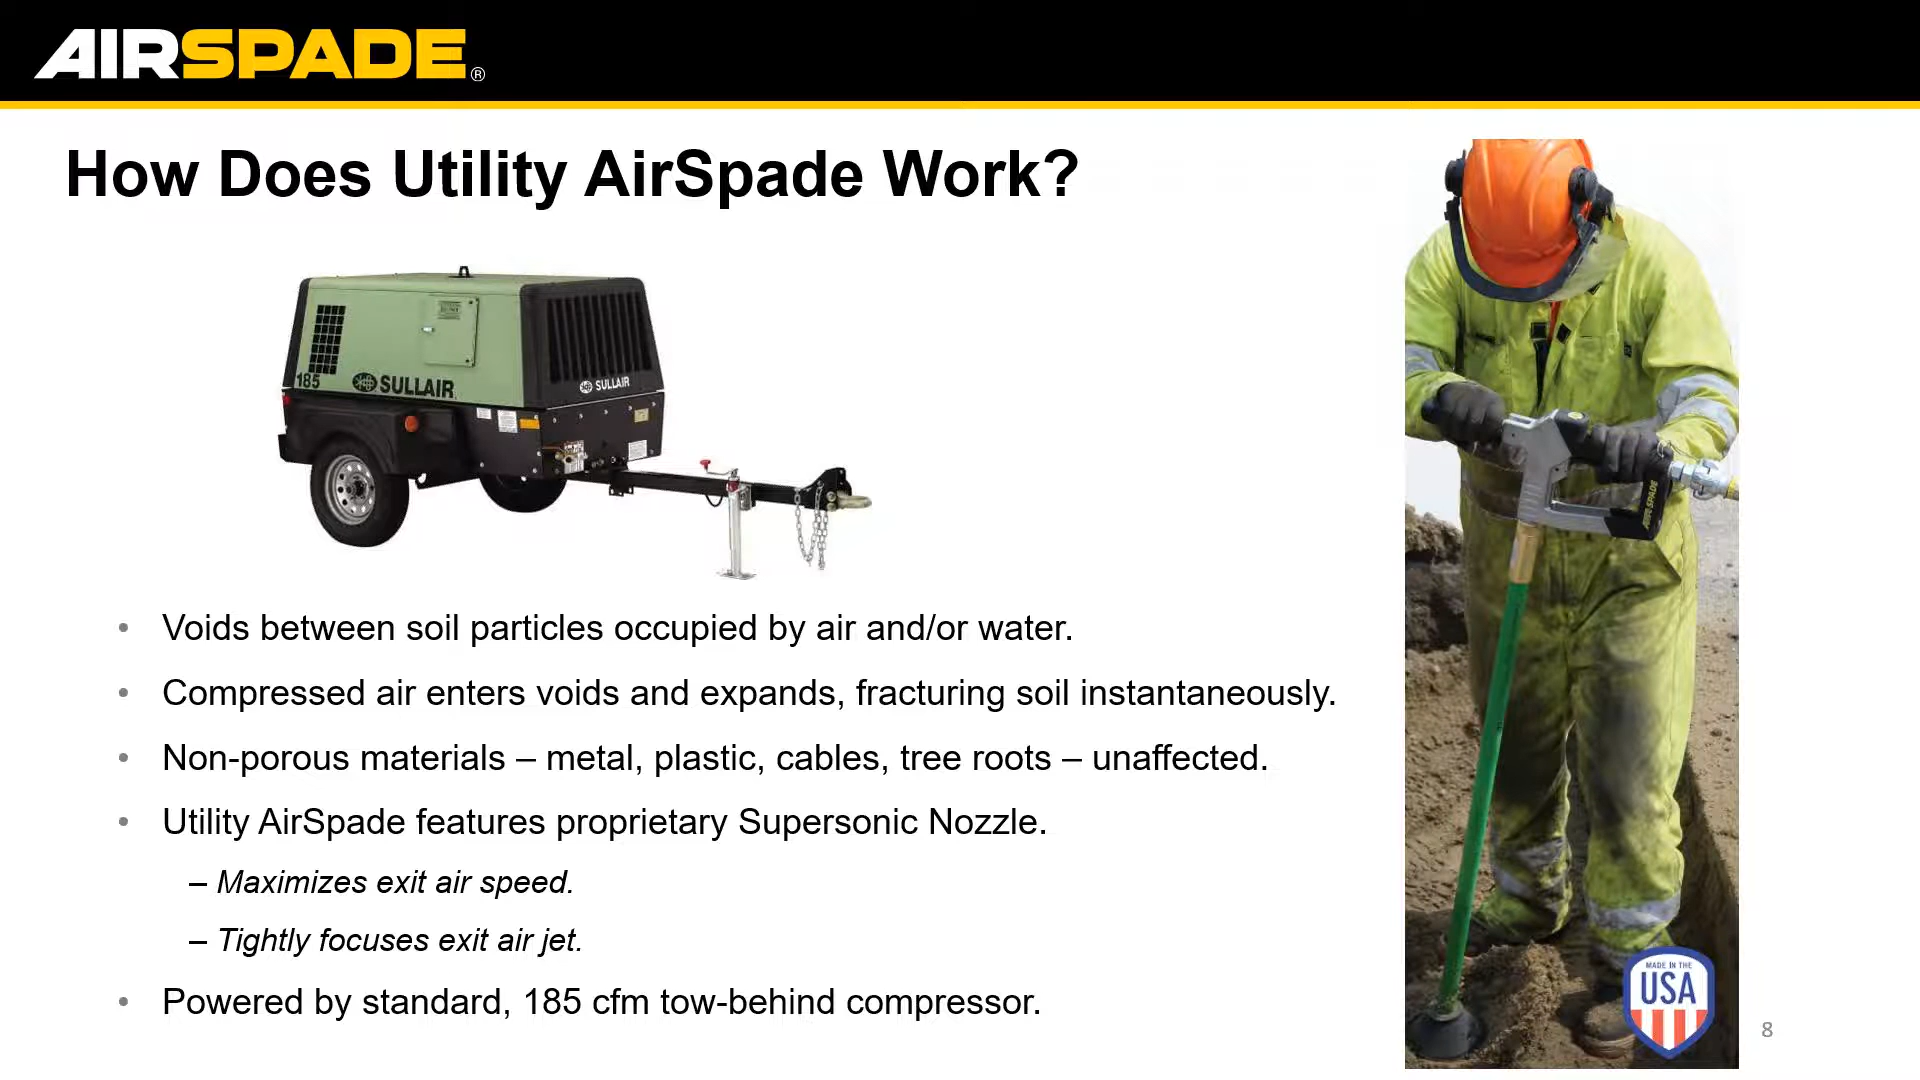 AIRSPADE®
How Does Utility AirSpade Work?
185 SULLAIR
SULLAIR
AIRSPADE
• Voids between soil particles occupied by air and/or water.
• Compressed air enters voids and expands, fracturing soil instantaneously.
• Non-porous materials – metal, plastic, cables, tree roots – unaffected.
• Utility AirSpade features proprietary Supersonic Nozzle.
– Maximizes exit air speed.
– Tightly focuses exit air jet.
• Powered by standard, 185 cfm tow-behind compressor.
MADE IN THE
USA
8